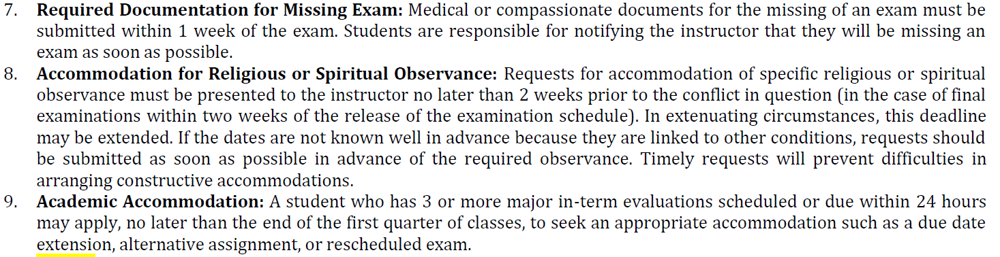 7. Required Documentation for Missing Exam: Medical or compassionate documents for the missing of an exam must be
submitted within 1 week of the exam. Students are responsible for notifying the instructor that they will be missing an
exam as soon as possible.
8. Accommodation for Religious or Spiritual Observance: Requests for accommodation of specific religious or spiritual
observance must be presented to the instructor no later than 2 weeks prior to the conflict in question (in the case of final
examinations within two weeks of the release of the examination schedule). In extenuating circumstances, this deadline
may be extended. If the dates are not known well in advance because they are linked to other conditions, requests should
be submitted as soon as possible in advance of the required observance. Timely requests will prevent difficulties in
arranging constructive accommodations.
9. Academic Accommodation: A student who has 3 or more major in-term evaluations scheduled or due within 24 hours
may apply, no later than the end of the first quarter of classes, to seek an appropriate accommodation such as a due date
extension, alternative assignment, or rescheduled exam.